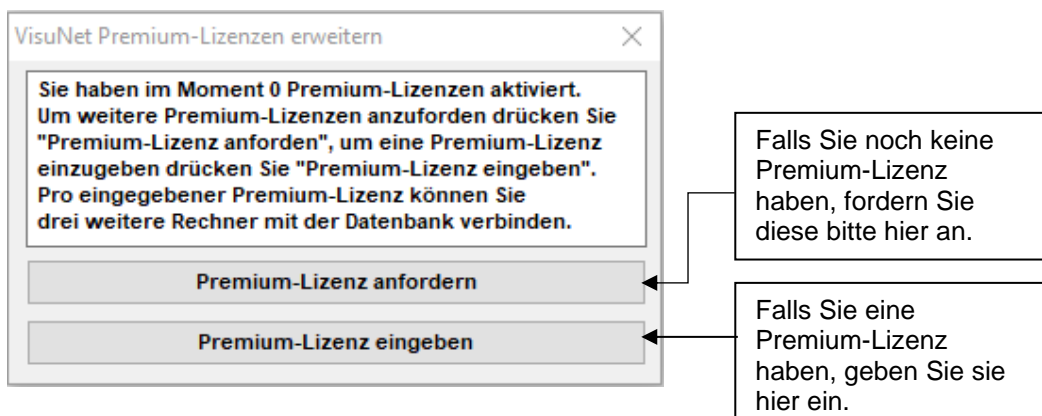 VisuNet Premium-Lizenzen erweitern
Sie haben im Moment 0 Premium-Lizenzen aktiviert.
Um weitere Premium-Lizenzen anzufordern drücken Sie
"Premium-Lizenz anforden", um eine Premium-Lizenz
einzugeben drücken Sie "Premium-Lizenz eingeben".
Pro eingegebener Premium-Lizenz können Sie
drei weitere Rechner mit der Datenbank verbinden.
Premium-Lizenz anfordern
Premium-Lizenz eingeben
Falls Sie noch keine
Premium-Lizenz
haben, fordern Sie
diese bitte hier an.
Falls Sie eine
Premium-Lizenz
haben, geben Sie sie
hier ein.